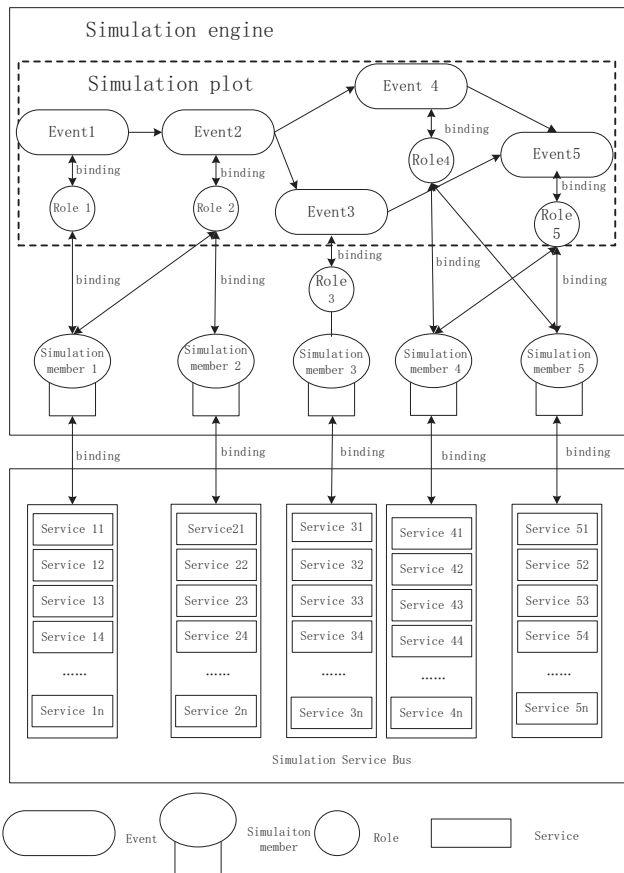 Simulation engine
Simulation plot
Event 4
Event1
Event2
binding
Event5
binding
binding
Role4
binding
Role 1
Role 2
Event3
Role
5
binding
binding
binding
Role
3
binding
binding
Simulation
member 1
Simulation
member 2
Simulation
member 3
Simulation
member 4
Simulation
member 5
binding
binding
binding
binding
binding
Service 11
Service 12
Service 13
Service 14
......
Service 1n
Service21
Service 22
Service 23
Service 24
......
Service 2n
Service 31
Service 32
Service 33
Service 34
......
Service 3n
Service 41
Service 42
Service 43
Service 44
......
Service 4n
Service 51
Service 52
Service 53
Service 54
......
Service 5n
Simulation Service Bus
Event
Simulaiton
member
Role
Service